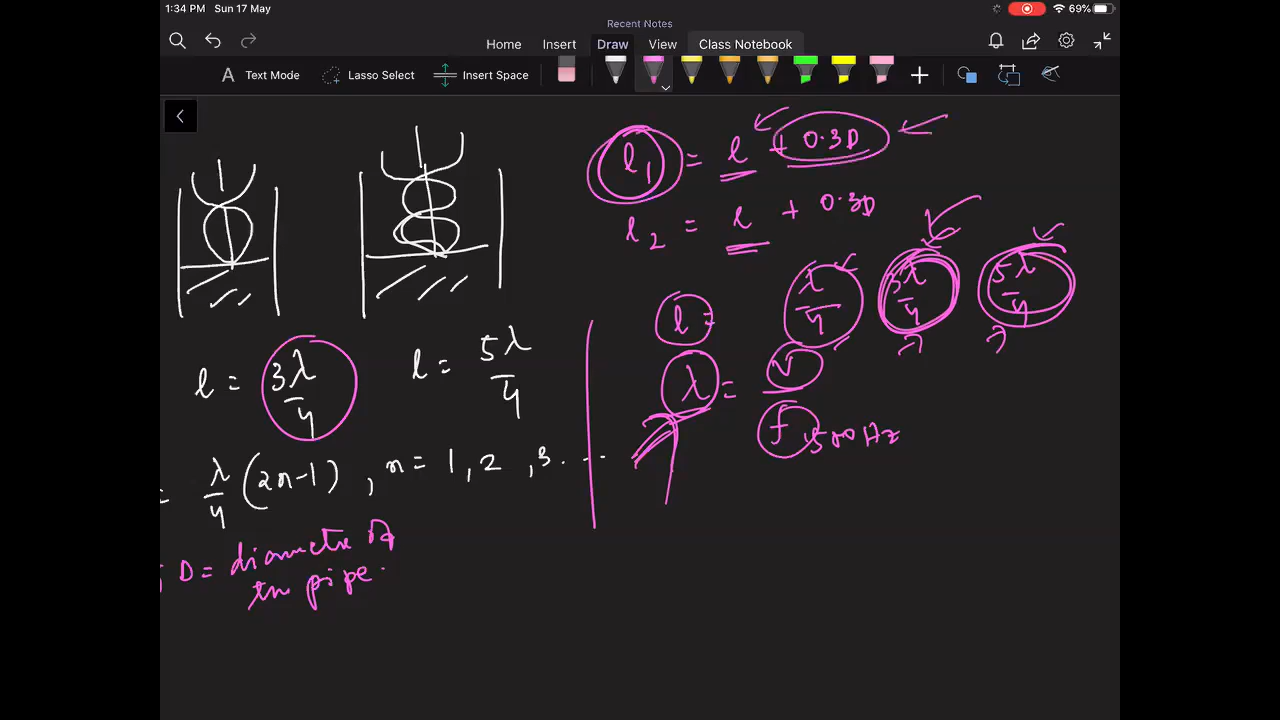 1:34 PM Sun 17 May
69%
Recent Notes
Home Insert Draw View Class Notebook
A Text Mode Lasso Select Insert Space
l₁ = l + 0.3D
l₂ = l + 0.3D
l = λ/4 3λ/4 5λ/4
l = 3λ/4 l = 5λ/4
λ = v/f 500 Hz
= λ/4 (2n-1), n = 1, 2, 3. ...
D = diametre of
the pipe.